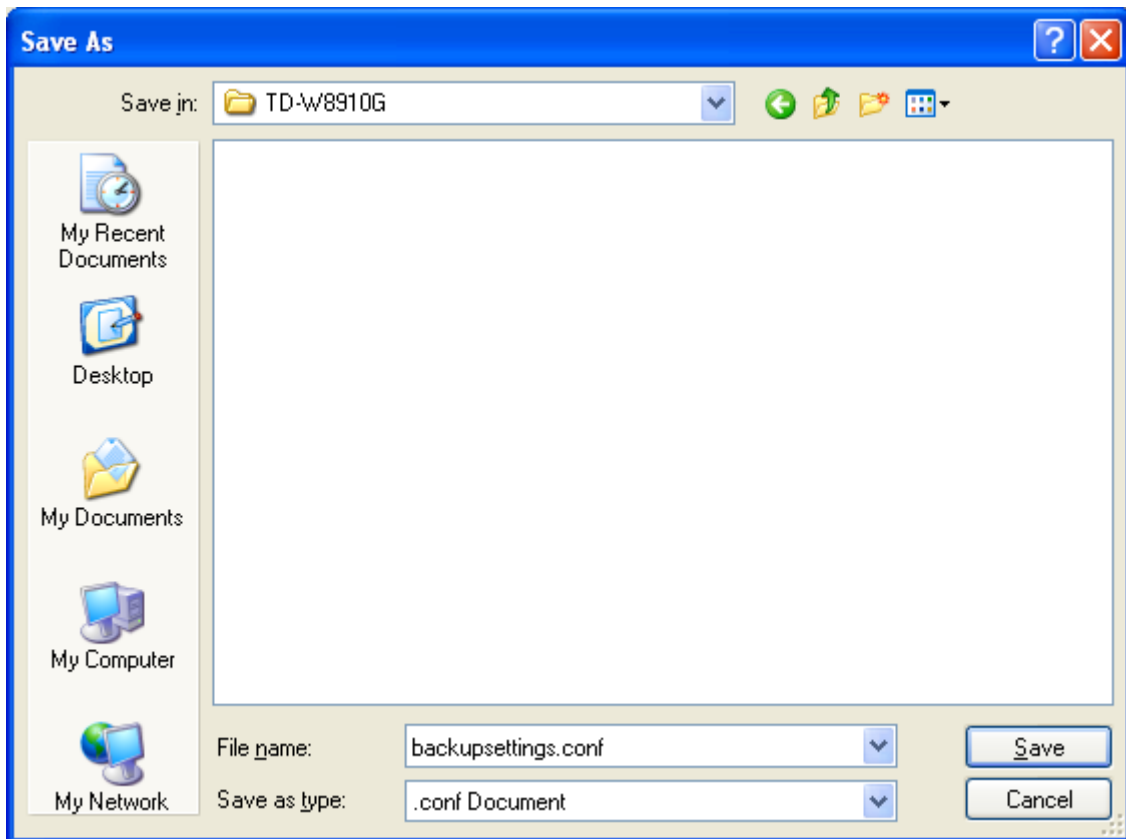 Save As
Save in: TD-W8910G
My Recent
Documents
Desktop
My Documents
My Computer
My Network
File name: backupsettings.conf Save
Save as type: .conf Document Cancel